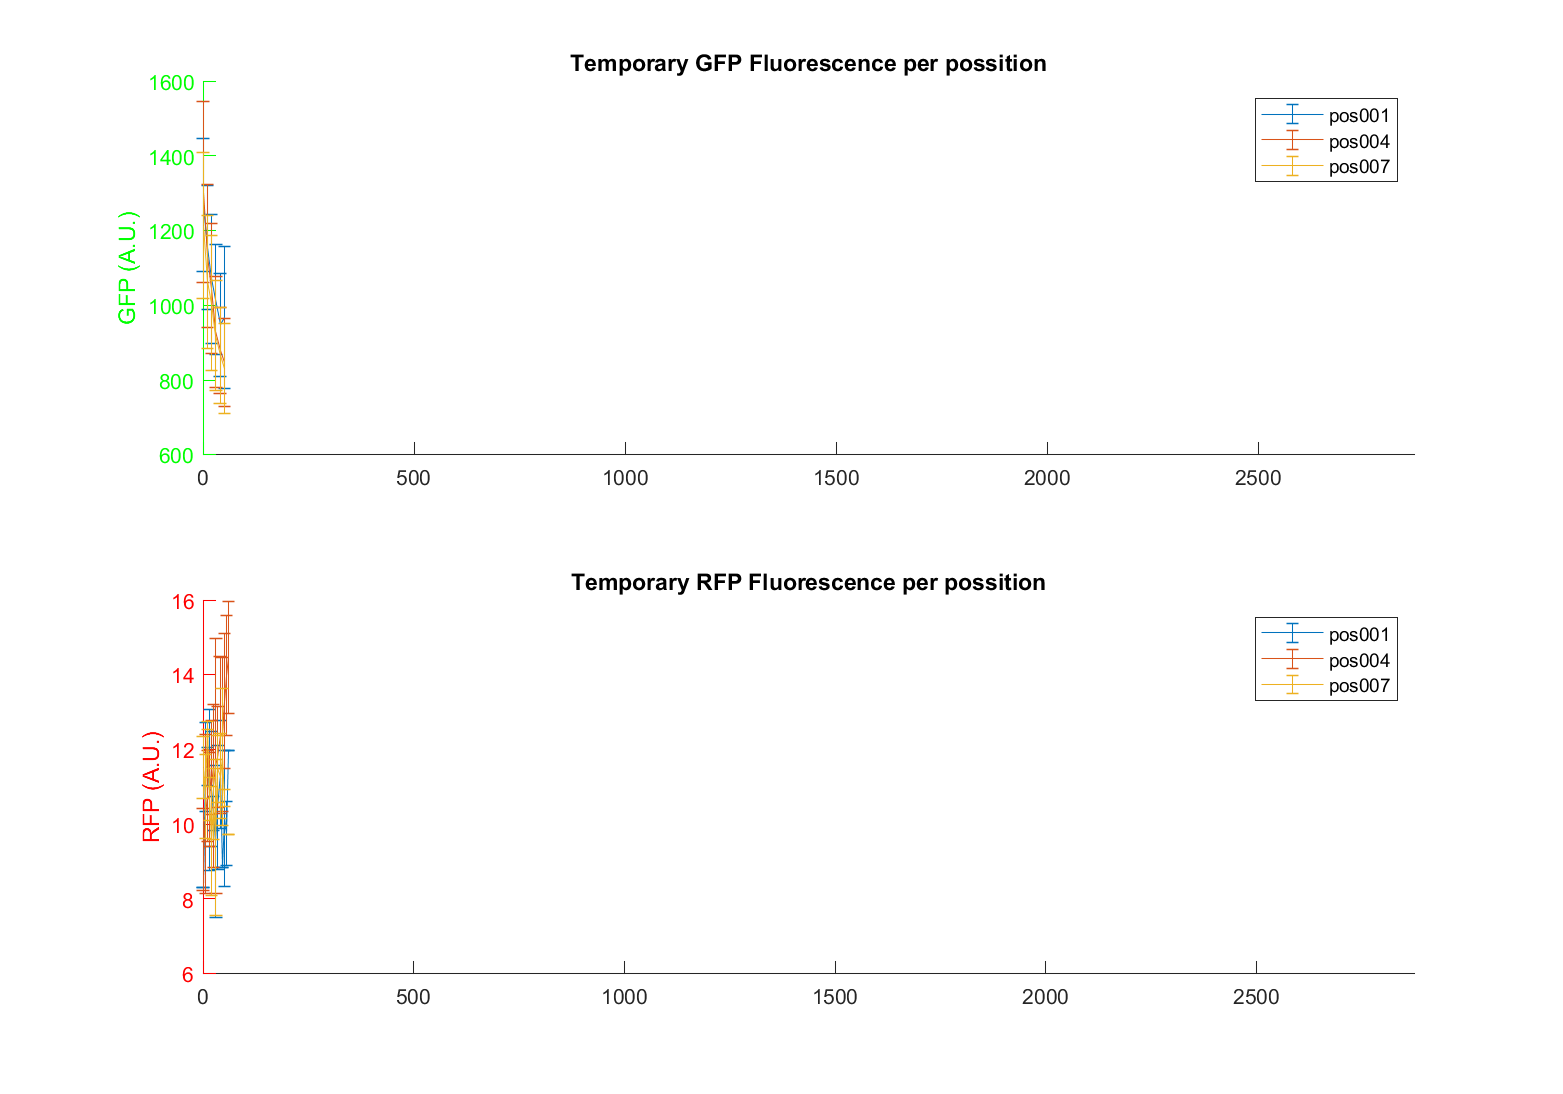 Temporary GFP Fluorescence per possition
1600
1400
1200
1000
800
600
GFP (A.U.)
pos001
pos004
pos007
0 500 1000 1500 2000 2500
Temporary RFP Fluorescence per possition
16
14
12
10
8
6
RFP (A.U.)
pos001
pos004
pos007
0 500 1000 1500 2000 2500